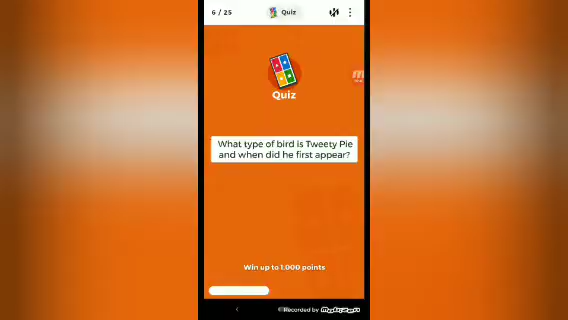 6 / 25
Quiz
Quiz
What type of bird is Tweety Pie
and when did he first appear?
Win up to 1,000 points
Recorded by